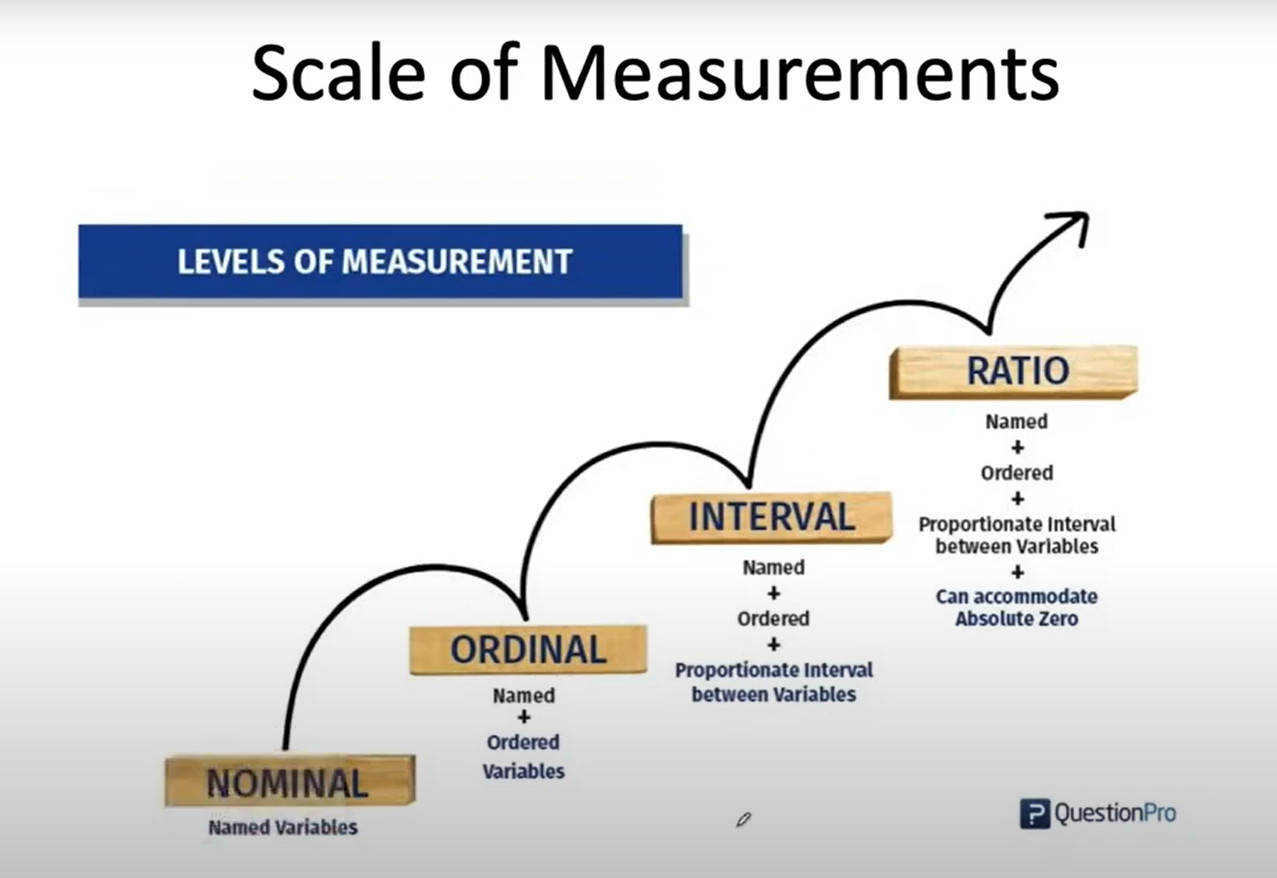 Scale of Measurements
LEVELS OF MEASUREMENT
NOMINAL
Named Variables
ORDINAL
Named
+
Ordered
Variables
INTERVAL
Named
+
Ordered
+
Proportionate Interval
between Variables
RATIO
Named
+
Ordered
+
Proportionate Interval
between Variables
+
Can accommodate
Absolute Zero
QuestionPro